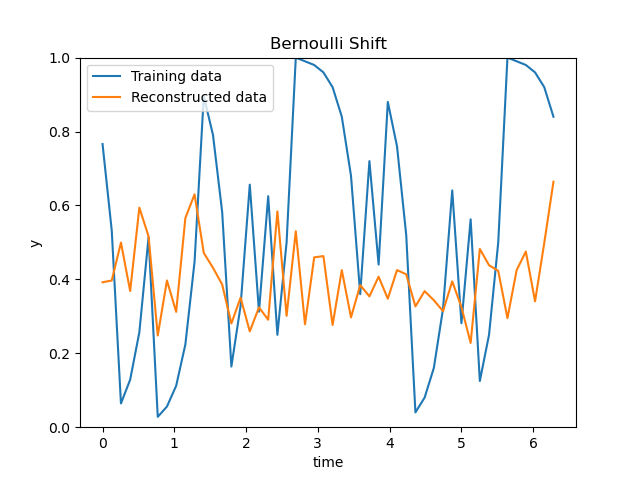 Bernoulli Shift
Training data
Reconstructed data
y
1.0
0.8
0.6
0.4
0.2
0.0
0 1 2 3 4 5 6
time